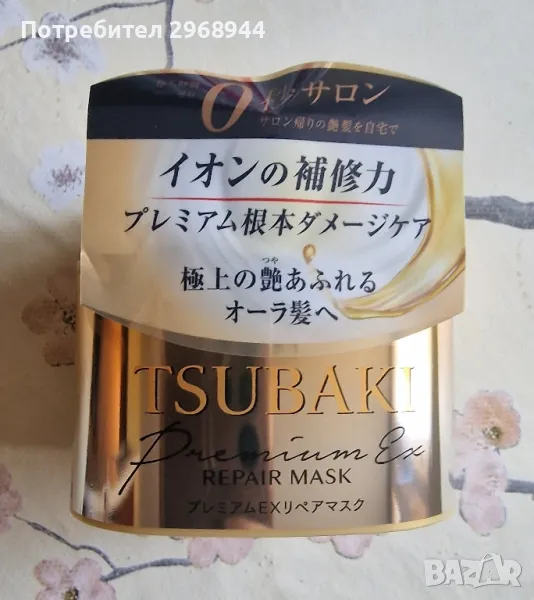 Потребител 2968944
0秒サロン
サロン帰りの艶髪を自宅で
イオンの補修力
プレミアム根本ダメージケア
つや
極上の艶あふれる
オーラ髪へ
TSUBAKI
Premium Ex
REPAIR MASK
プレミアムEXリペアマスク
BAZAR